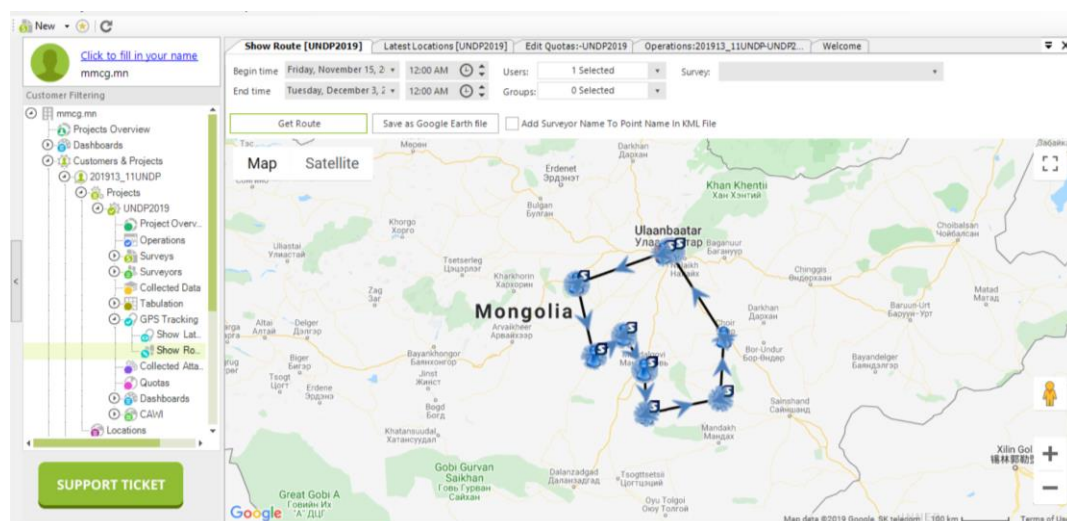 New
Click to fill in your name
mmcg.mn
Customer Filtering
mmcg.mn
Projects Overview
Dashboards
Customers & Projects
201913_11UNDP
Projects
UNDP2019
Project Overv...
Operations
Surveys
Surveyors
Collected Data
Tabulation
GPS Tracking
Show Lat...
Show Ro...
Collected Atta...
Quotas
Dashboards
CAWI
Locations
SUPPORT TICKET
Show Route [UNDP2019] Latest Locations [UNDP2019] Edit Quotas:-UNDP2019 Operations:201913_11UNDP-UNDP2... Welcome
Begin time Friday, November 15, 2 12:00 AM Users: 1 Selected Survey:
End time Tuesday, December 3, 2 12:00 AM Groups: 0 Selected
Get Route Save as Google Earth file Add Surveyor Name To Point Name In KML File
Map Satellite
Мөрөн
Darkhan
Дархан
Erdenet
Эрдэнэт
Khan Khentii
Хан Хэнтий
Bulgan
Булган
Khorgo
Хорго
Ulaanbaatar
Baganuur
Багануур
Choibalsan
Чойбалсан
Uliastai
Улиастай
Tsetserleg
Цэцэрлэг
Kharkhorin
Хархорин
Chinggis
Өндөрхаан
Matad
Матад
Zag
Заг
Mongolia
Arvaikheer
Арвайхээр
Darkhan
Дархан
Baruun-Urt
Баруун-Урт
Altai
Алтай
Delger
Дэлгэр
Choir
Bayankhongor
Баянхонгор
Bor-Undur
Бор-Өндөр
Bayandelger
Баяндэлгэр
Biger
Бигэр
Tsogt
Цогт
Jinst
Жинст
Erdene
Эрдэнэ
Bogd
Богд
Sainshand
Сайншанд
Mandakh
Мандах
Khatansuudal
Хатансуудал
Gobi Gurvan
Saikhan
Говь Гурван
Сайхан
Dalanzadgad
Даланзадгад
Tsogttsetsii
Цогтцэций
Xilin Gol
Great Gobi A
Говийн Их
"А" ДЦГ
Oyu Tolgoi
Оюу Толгой
Google
Map data ©2019 Google, SK telecom 100 km Terms of Us